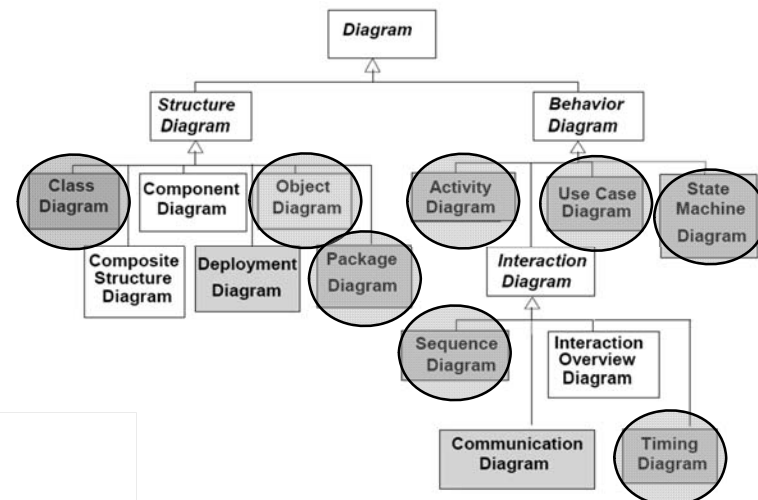 Diagram
Structure
Diagram
Behavior
Diagram
Class
Diagram
Component
Diagram
Object
Diagram
Activity
Diagram
Use Case
Diagram
State
Machine
Diagram
Composite
Structure
Diagram
Deployment
Diagram
Package
Diagram
Interaction
Diagram
Sequence
Diagram
Interaction
Overview
Diagram
Communication
Diagram
Timing
Diagram